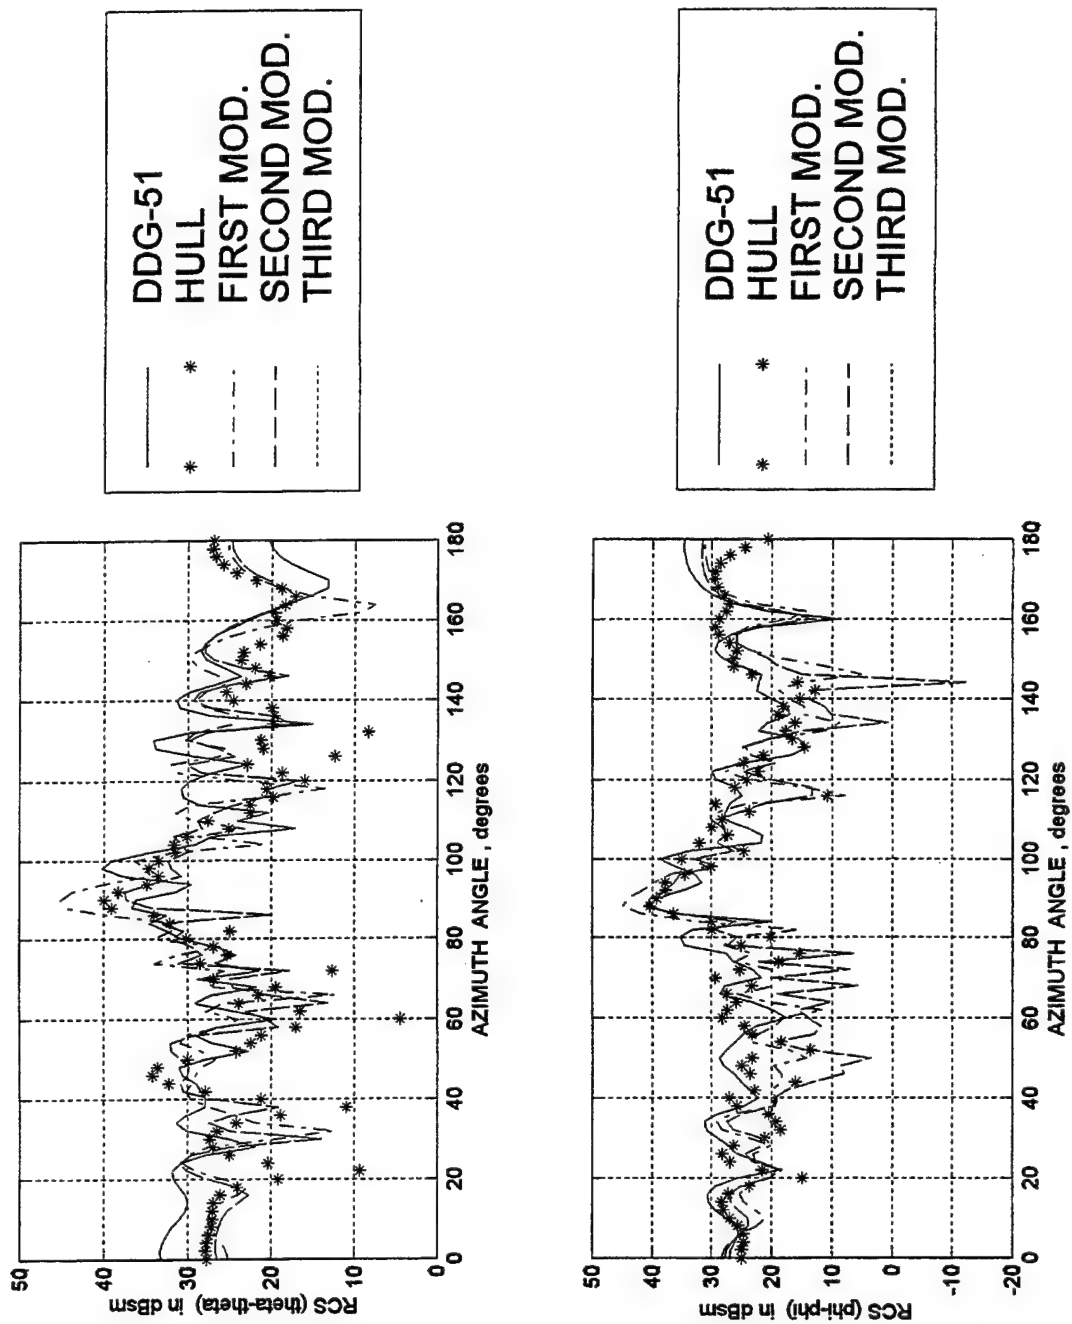 50
40
30
20
10
0
RCS (theta-theta) in dBsm
0
20
40
60
80
100
120
140
160
180
AZIMUTH ANGLE , degrees
DDG-51
HULL
FIRST MOD.
SECOND MOD.
THIRD MOD.
40
30
20
10
0
-10
-20
RCS (phi-phi) in dBsm
0
20
40
60
80
100
120
140
160
180
AZIMUTH ANGLE , degrees
DDG-51
HULL
FIRST MOD.
SECOND MOD.
THIRD MOD.